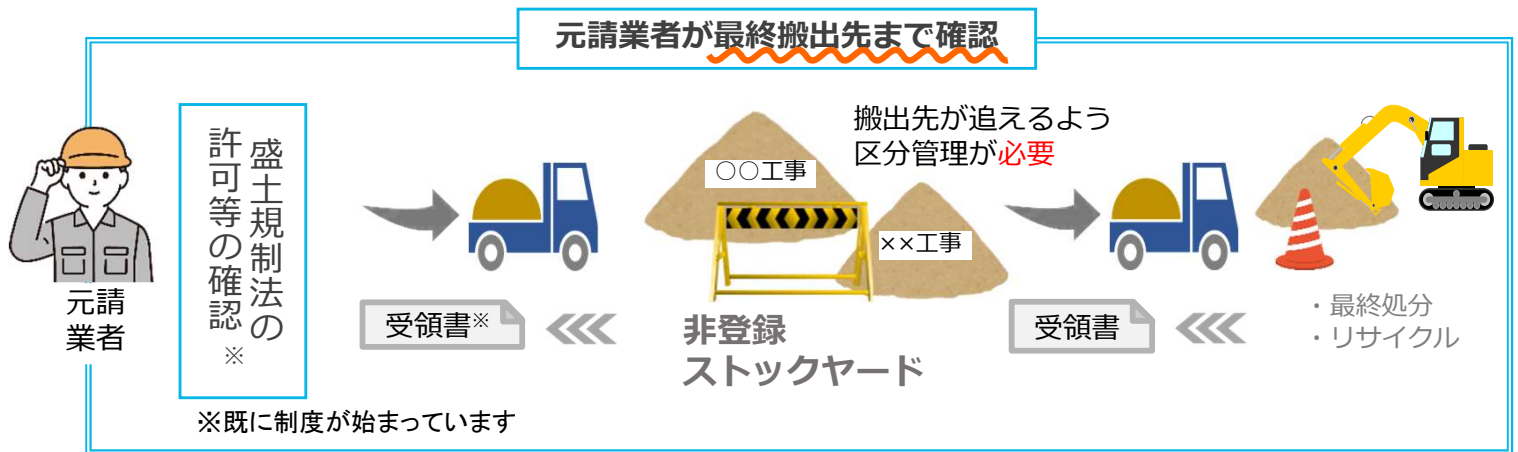 元請業者が最終搬出先まで確認
元請
業者
盛土規制法の
許可等の確認※
受領書※
○○工事
××工事
搬出先が追えるよう
区分管理が必要
非登録
ストックヤード
受領書
・最終処分
・リサイクル
※既に制度が始まっています